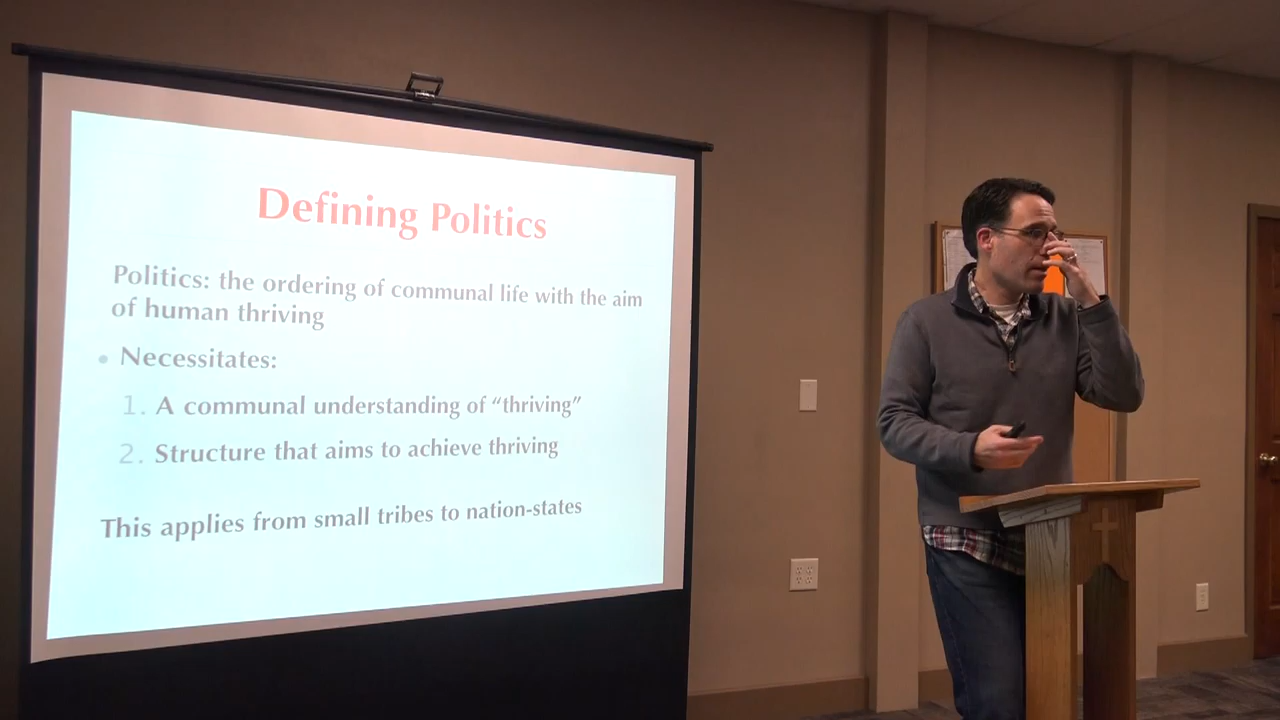 Defining Politics
Politics: the ordering of communal life with the aim
of human thriving
• Necessitates:
1. A communal understanding of “thriving”
2. Structure that aims to achieve thriving
This applies from small tribes to nation-states